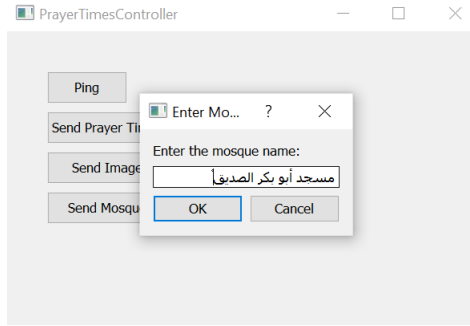 PrayerTimesController
Ping
Send Prayer Ti
Send Image
Send Mosqu
Enter Mo...
?
Enter the mosque name:
مسجد أبو بكر الصديق
OK
Cancel